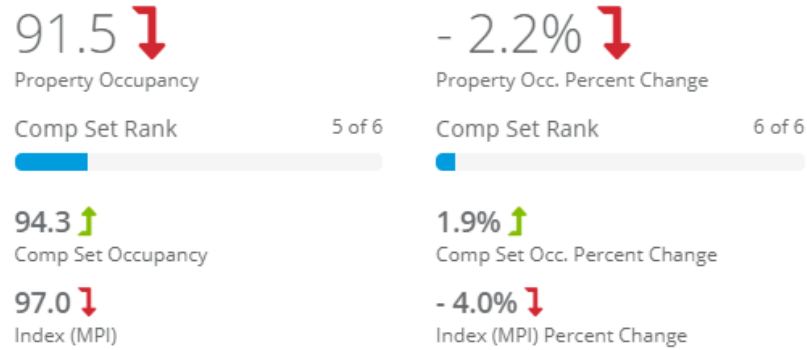 91.5
Property Occupancy
Comp Set Rank 5 of 6
94.3
Comp Set Occupancy
97.0
Index (MPI)
- 2.2%
Property Occ. Percent Change
Comp Set Rank 6 of 6
1.9%
Comp Set Occ. Percent Change
- 4.0%
Index (MPI) Percent Change